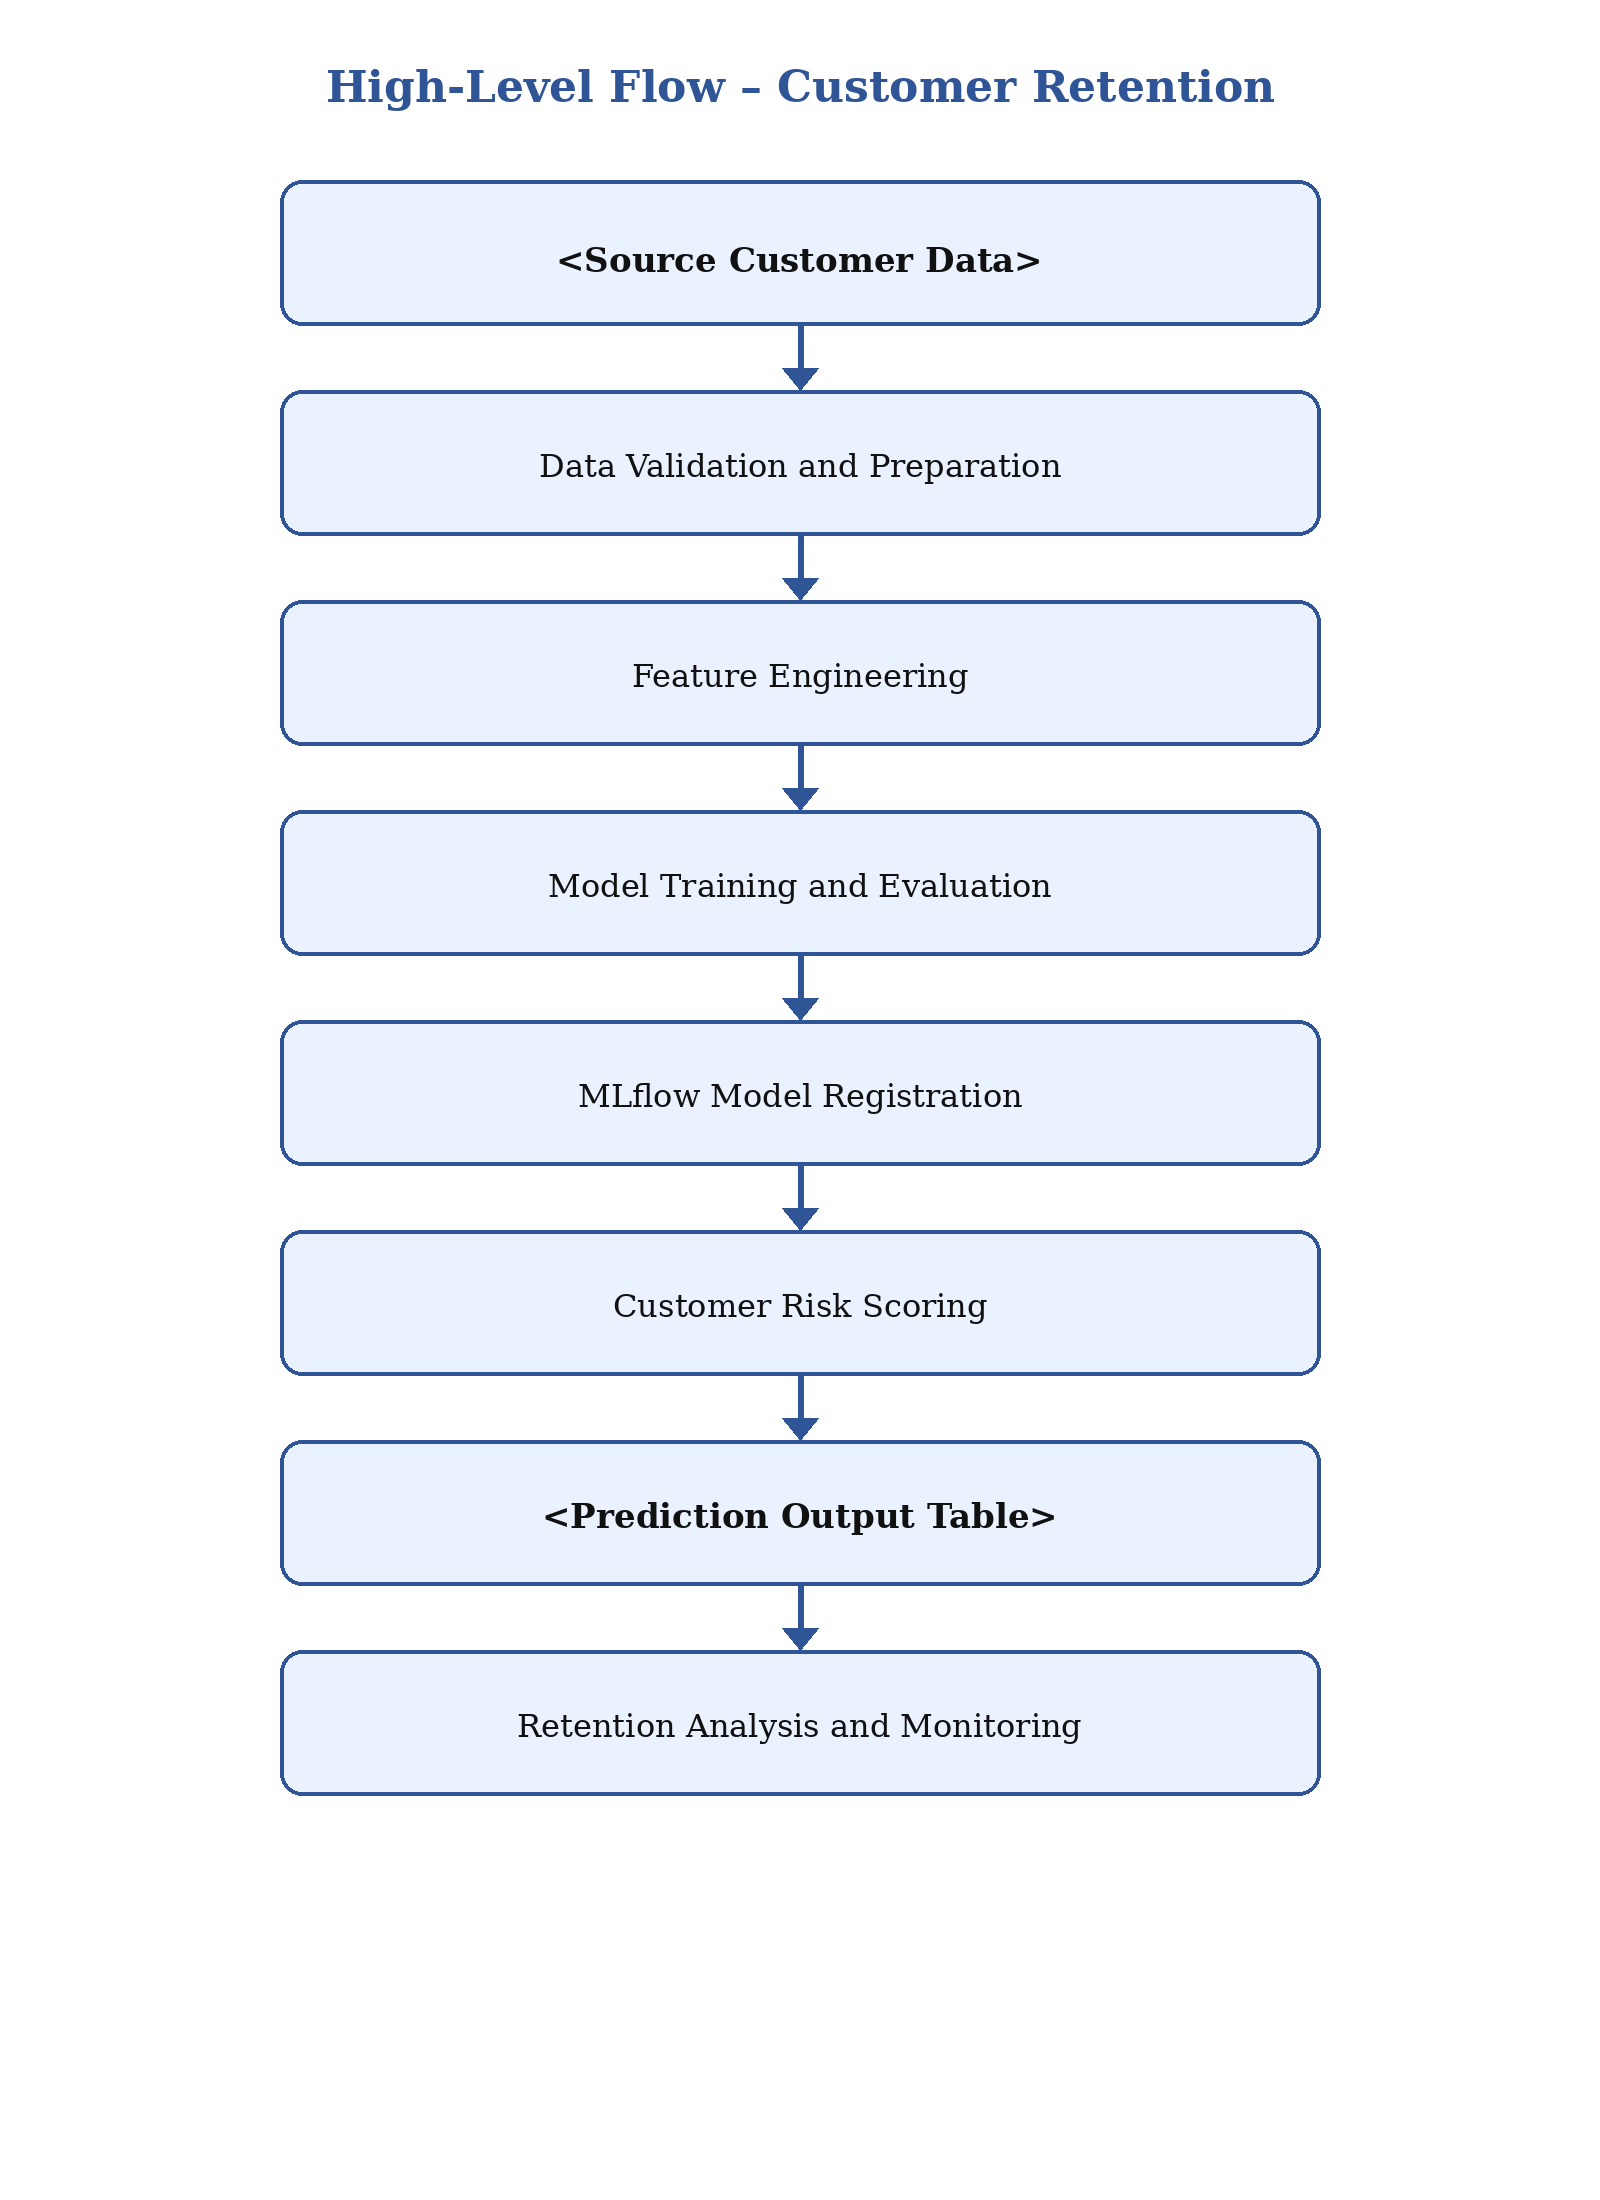 High-Level Flow – Customer Retention
<Source Customer Data>
Data Validation and Preparation
Feature Engineering
Model Training and Evaluation
MLflow Model Registration
Customer Risk Scoring
<Prediction Output Table>
Retention Analysis and Monitoring